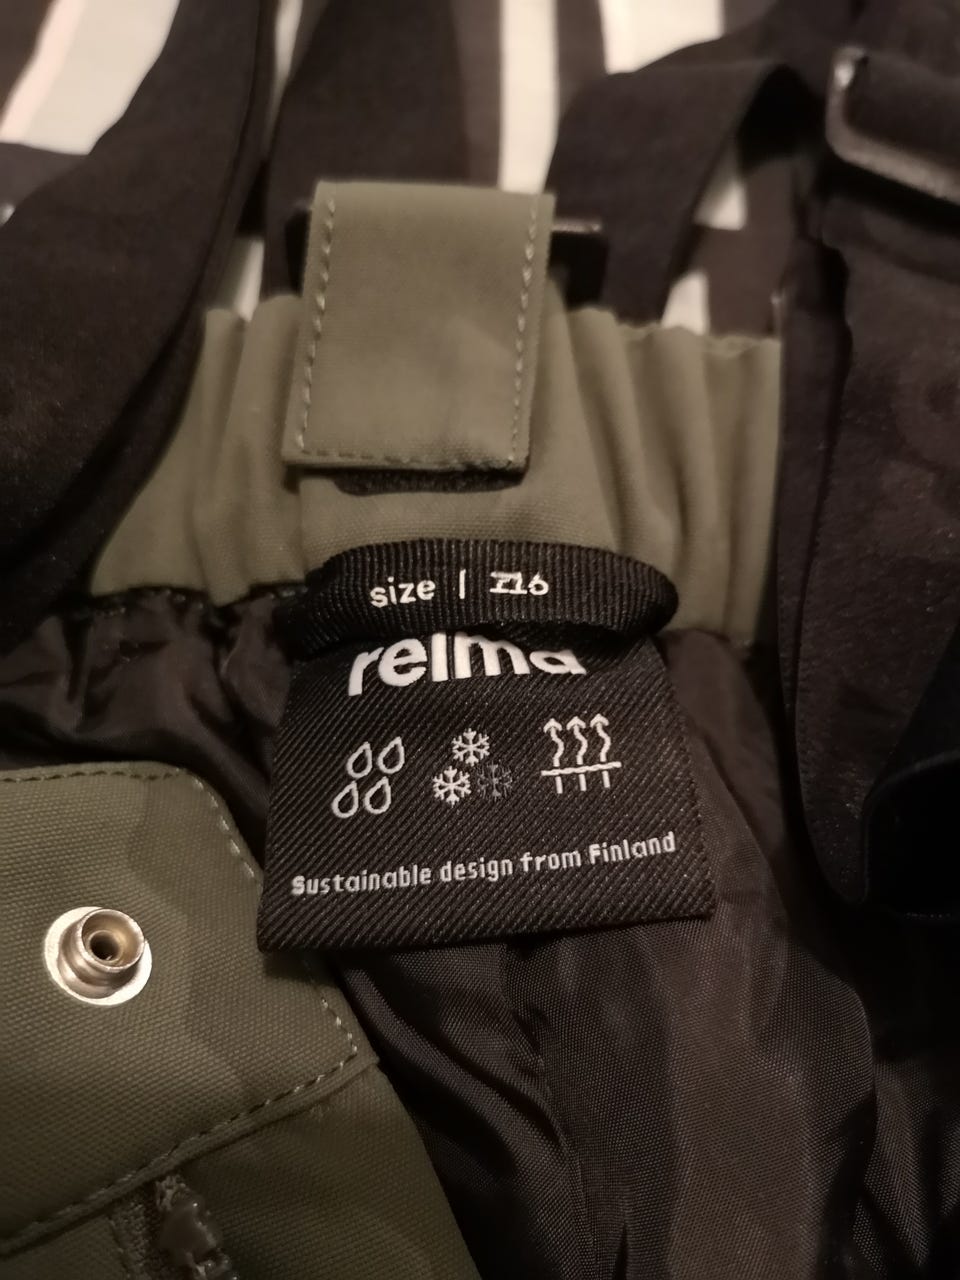 size | 116
reima
Sustainable design from Finland